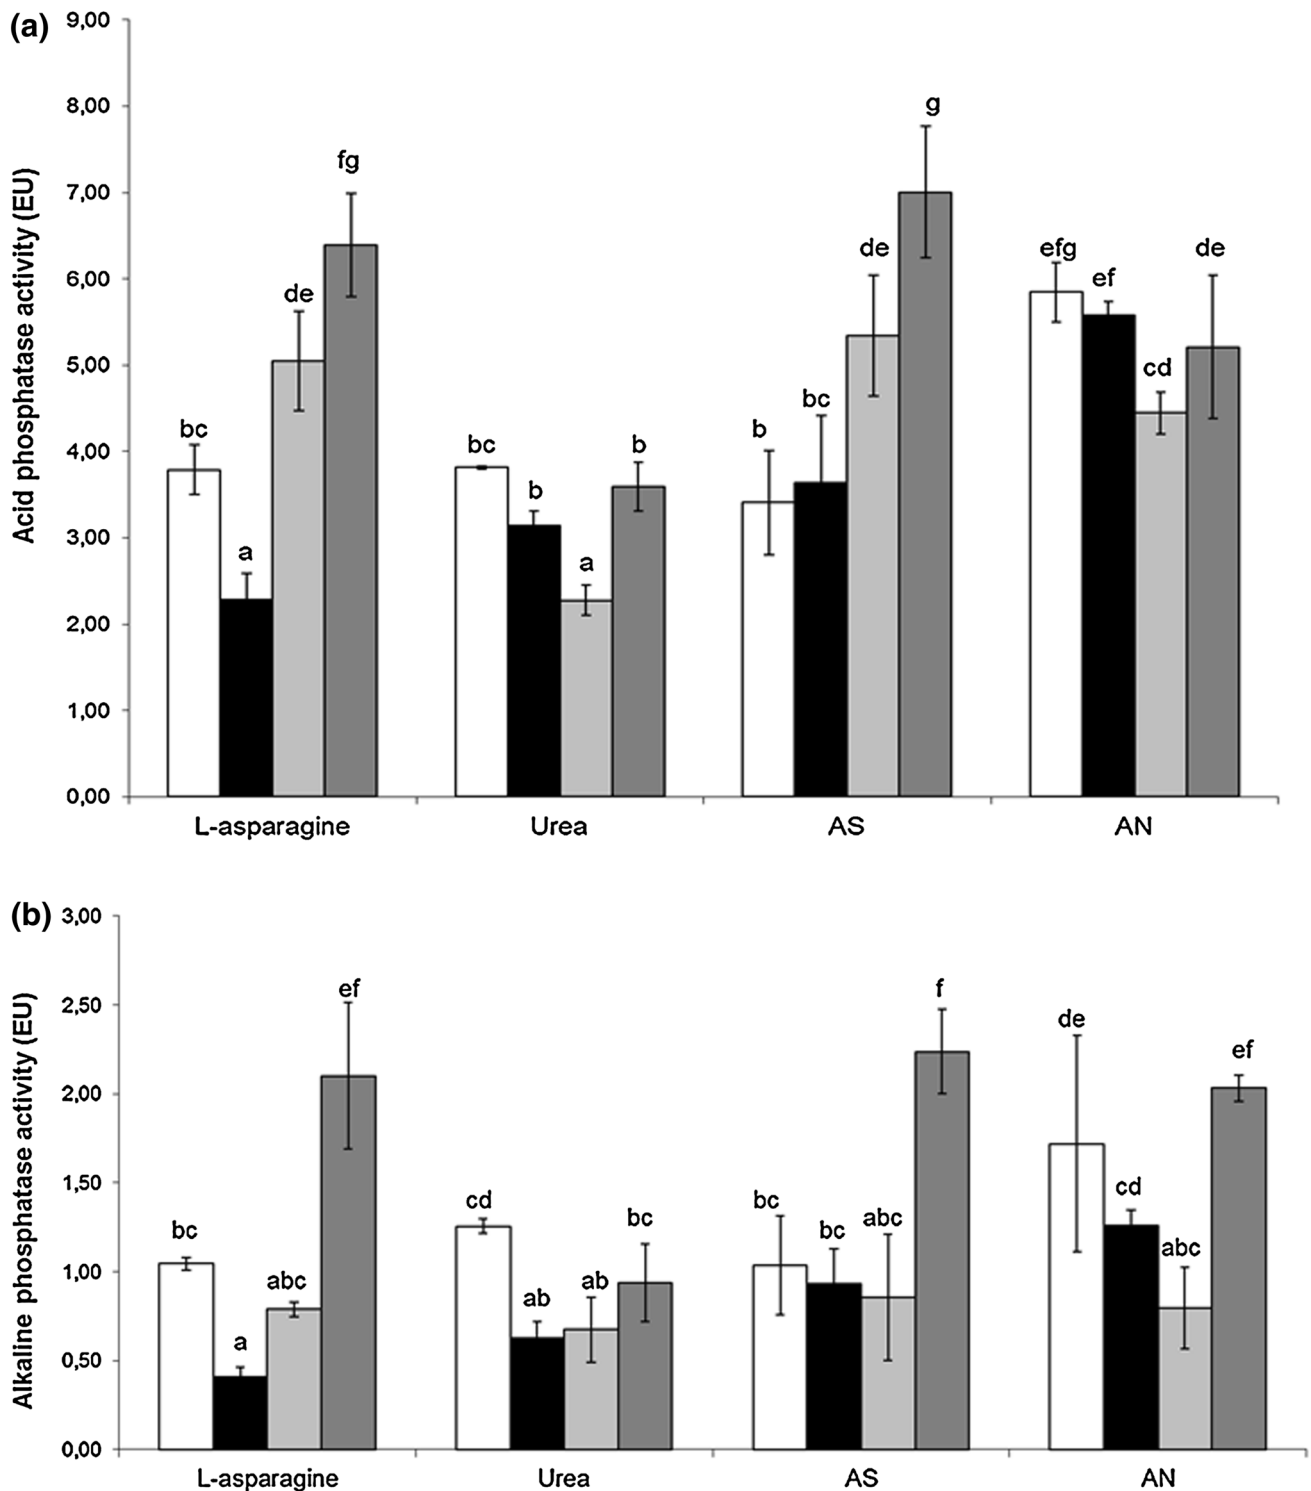 (a)
Acid phosphatase activity (EU)
9,00
8,00
7,00
6,00
5,00
4,00
3,00
2,00
1,00
0,00
bc a de fg
bc b a b
b bc de g
efg ef cd de
L-asparagine Urea AS AN
(b)
Alkaline phosphatase activity (EU)
3,00
2,50
2,00
1,50
1,00
0,50
0,00
bc a abc ef
cd ab ab bc
bc bc abc f
de cd abc ef
L-asparagine Urea AS AN